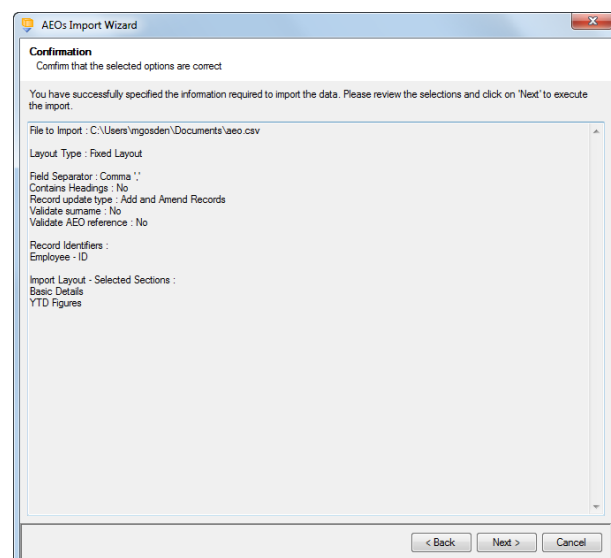 AEOs Import Wizard
Confirmation
Comfirm that the selected options are correct
You have successfully specified the information required to import the data. Please review the selections and click on 'Next' to execute
the import.
File to Import : C:\Users\mgosden\Documents\aeo.csv
Layout Type : Fixed Layout
Field Separator : Comma ','
Contains Headings : No
Record update type : Add and Amend Records
Validate surname : No
Validate AEO reference : No
Record Identifiers :
Employee - ID
Import Layout - Selected Sections :
Basic Details
YTD Figures
< Back Next > Cancel